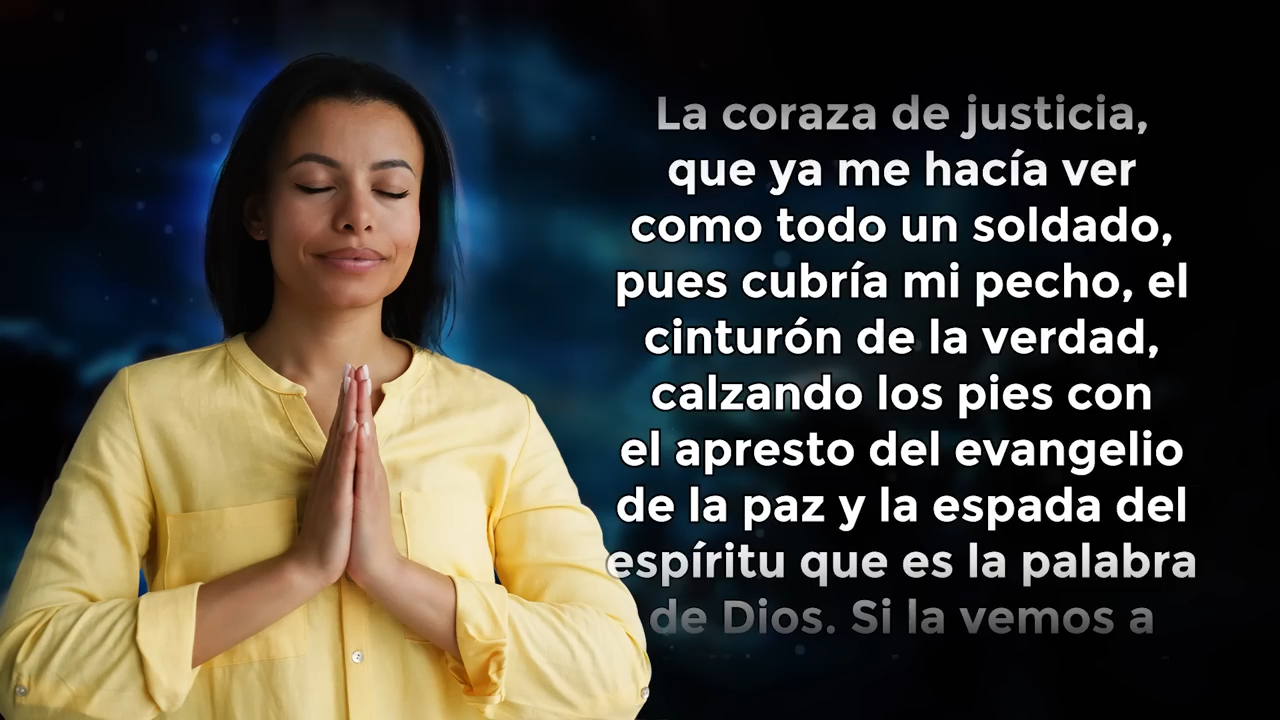 La coraza de justicia,
que ya me hacía ver
como todo un soldado,
pues cubría mi pecho, el
cinturón de la verdad,
calzando los pies con
el apresto del evangelio
de la paz y la espada del
espíritu que es la palabra
de Dios. Si la vemos a